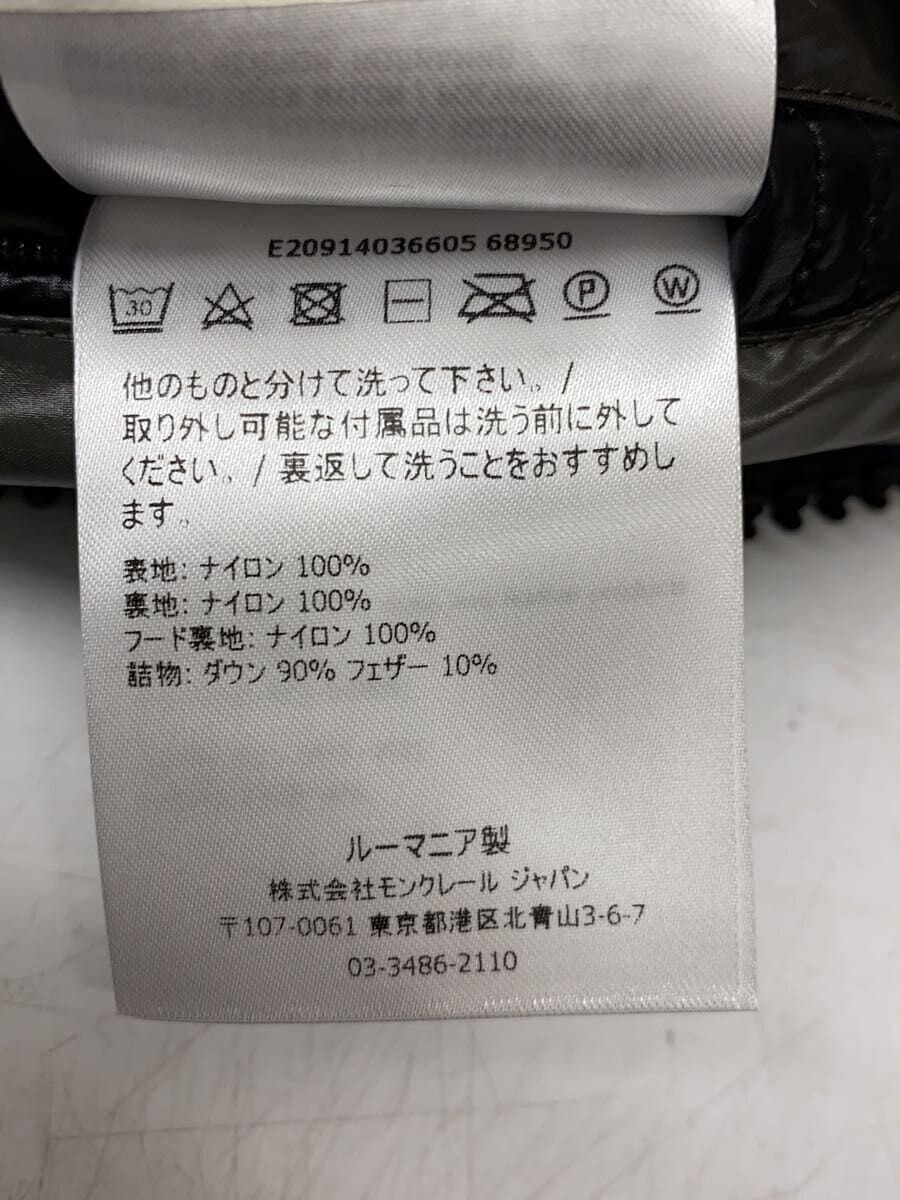 E20914036605 68950
30 P W
他のものと分けて洗って下さい。/
取り外し可能な付属品は洗う前に外して
ください。/ 裏返して洗うことをおすすめし
ます。
表地: ナイロン 100%
裏地: ナイロン 100%
フード裏地: ナイロン 100%
詰物: ダウン 90% フェザー 10%
ルーマニア製
株式会社モンクレール ジャパン
〒107-0061 東京都港区北青山3-6-7
03-3486-2110